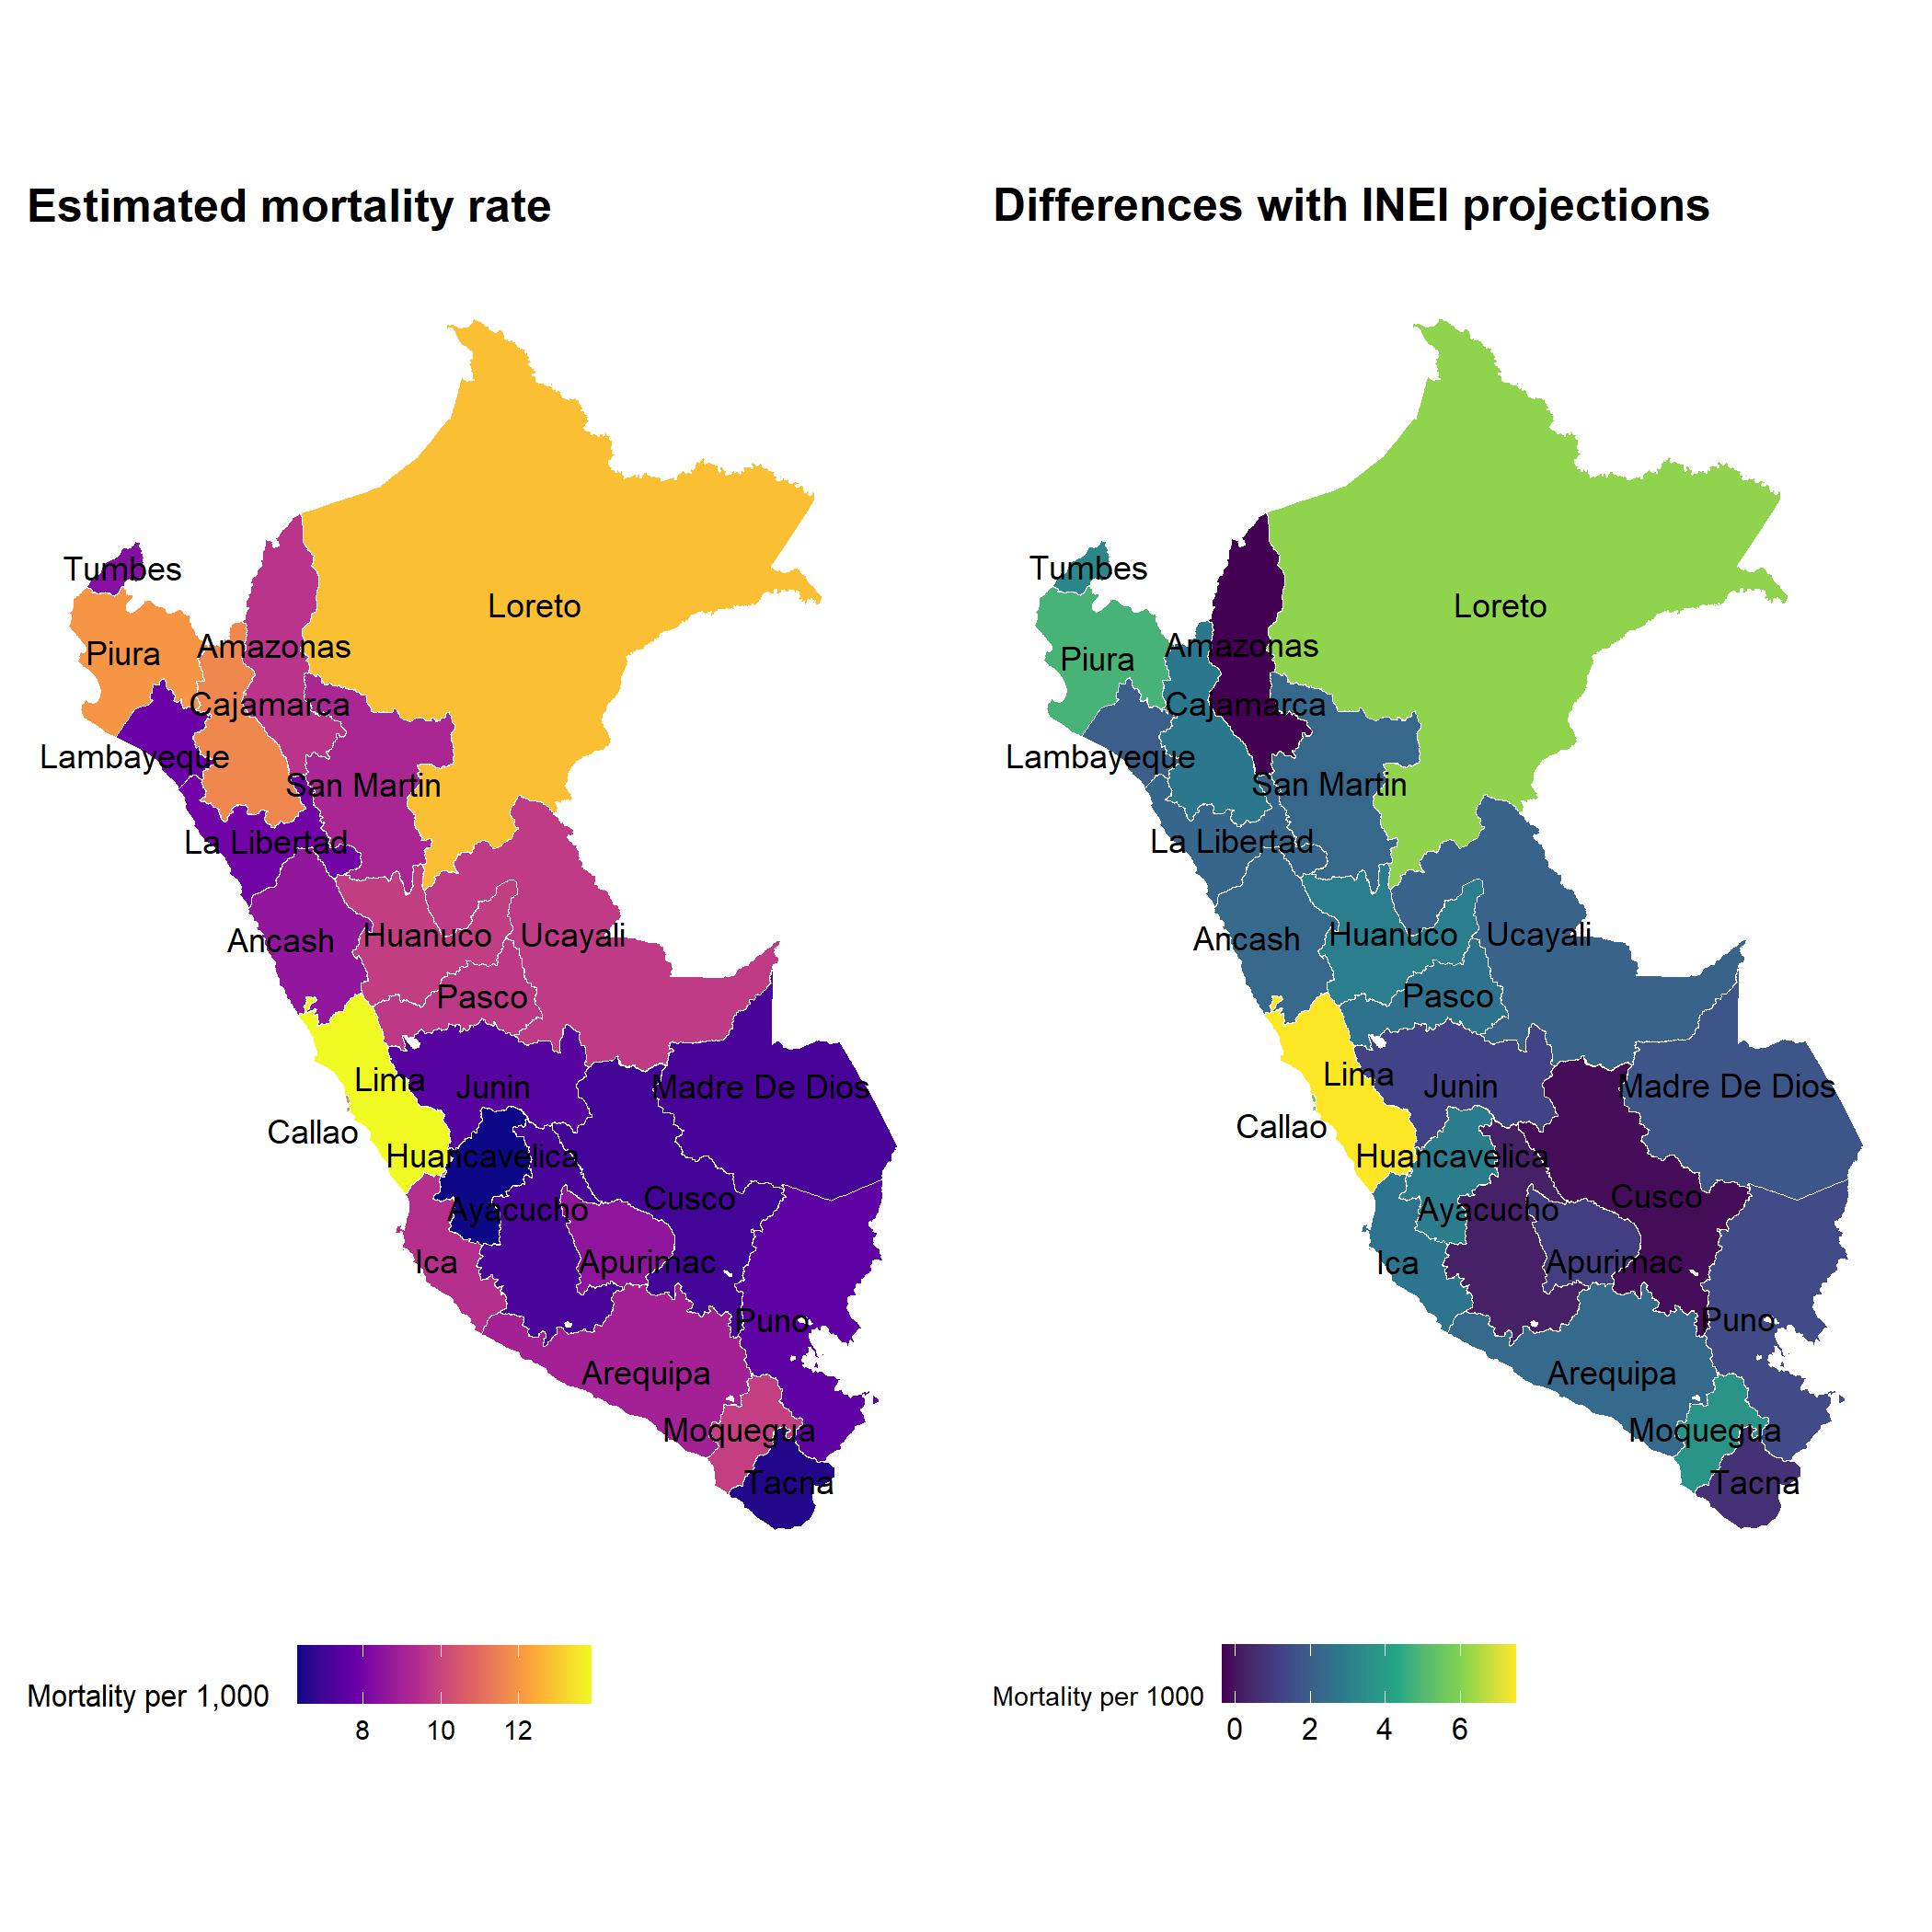 Estimated mortality rate
Tumbes
Loreto
Piura
Amazonas
Cajamarca
Lambayeque
San Martin
La Libertad
Ancash
Huanuco
Ucayali
Pasco
Lima
Junin
Madre De Dios
Callao
Huancavelica
Cusco
Ayacucho
Ica
Apurimac
Puno
Arequipa
Moquegua
Tacna
Mortality per 1,000
8 10 12
Differences with INEI projections
Tumbes
Loreto
Piura
Amazonas
Cajamarca
Lambayeque
San Martin
La Libertad
Ancash
Huanuco
Ucayali
Pasco
Lima
Junin
Madre De Dios
Callao
Huancavelica
Cusco
Ayacucho
Ica
Apurimac
Puno
Arequipa
Moquegua
Tacna
Mortality per 1000
0 2 4 6